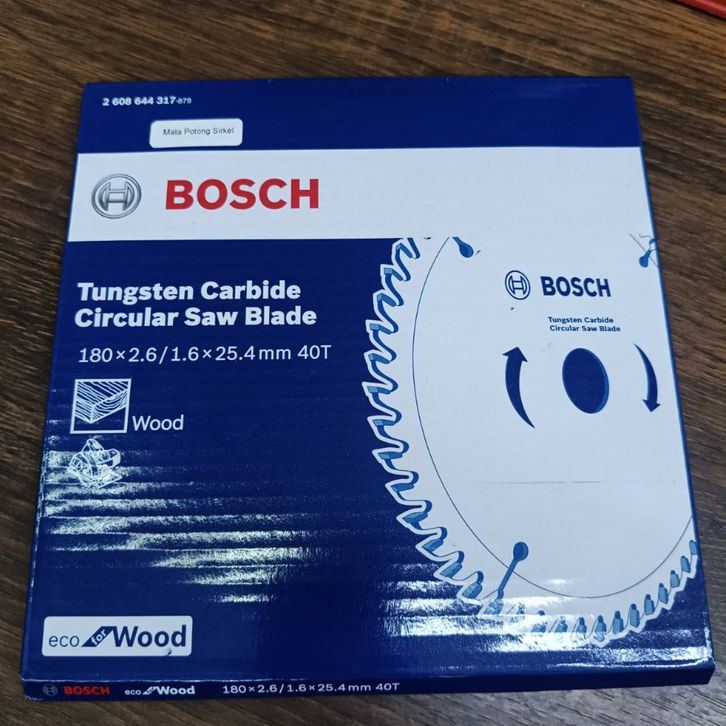 2 608 644 317-879
Mata Potong Sirkel
BOSCH
Tungsten Carbide
Circular Saw Blade
180×2.6/1.6×25.4mm 40T
Wood
eco for Wood
BOSCH
Tungsten Carbide
Circular Saw Blade
BOSCH eco for Wood 180×2.6/1.6×25.4mm 40T